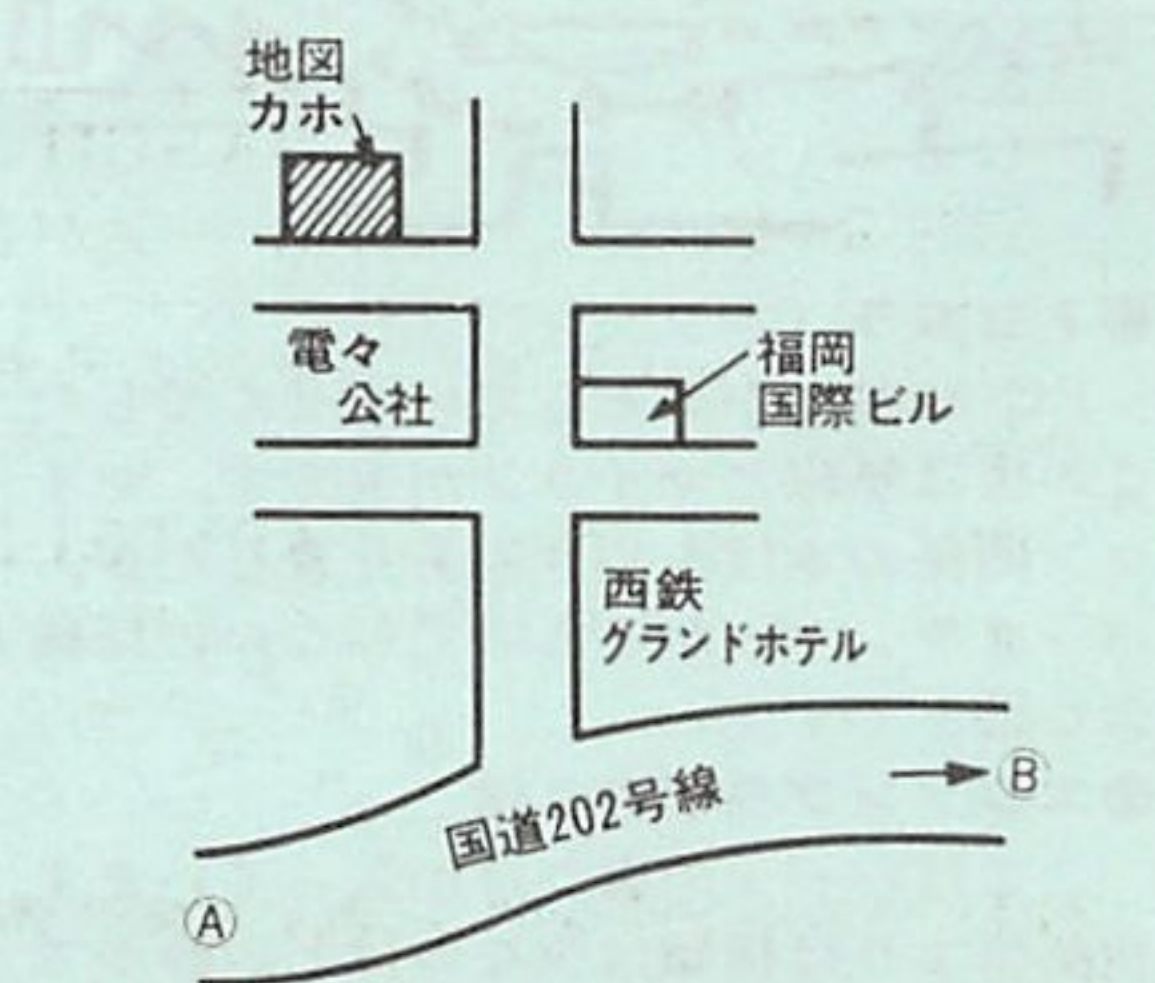 地図
カホ
電々
公社
福岡
国際ビル
西鉄
グランドホテル
国道202号線
Ⓑ
Ⓐ